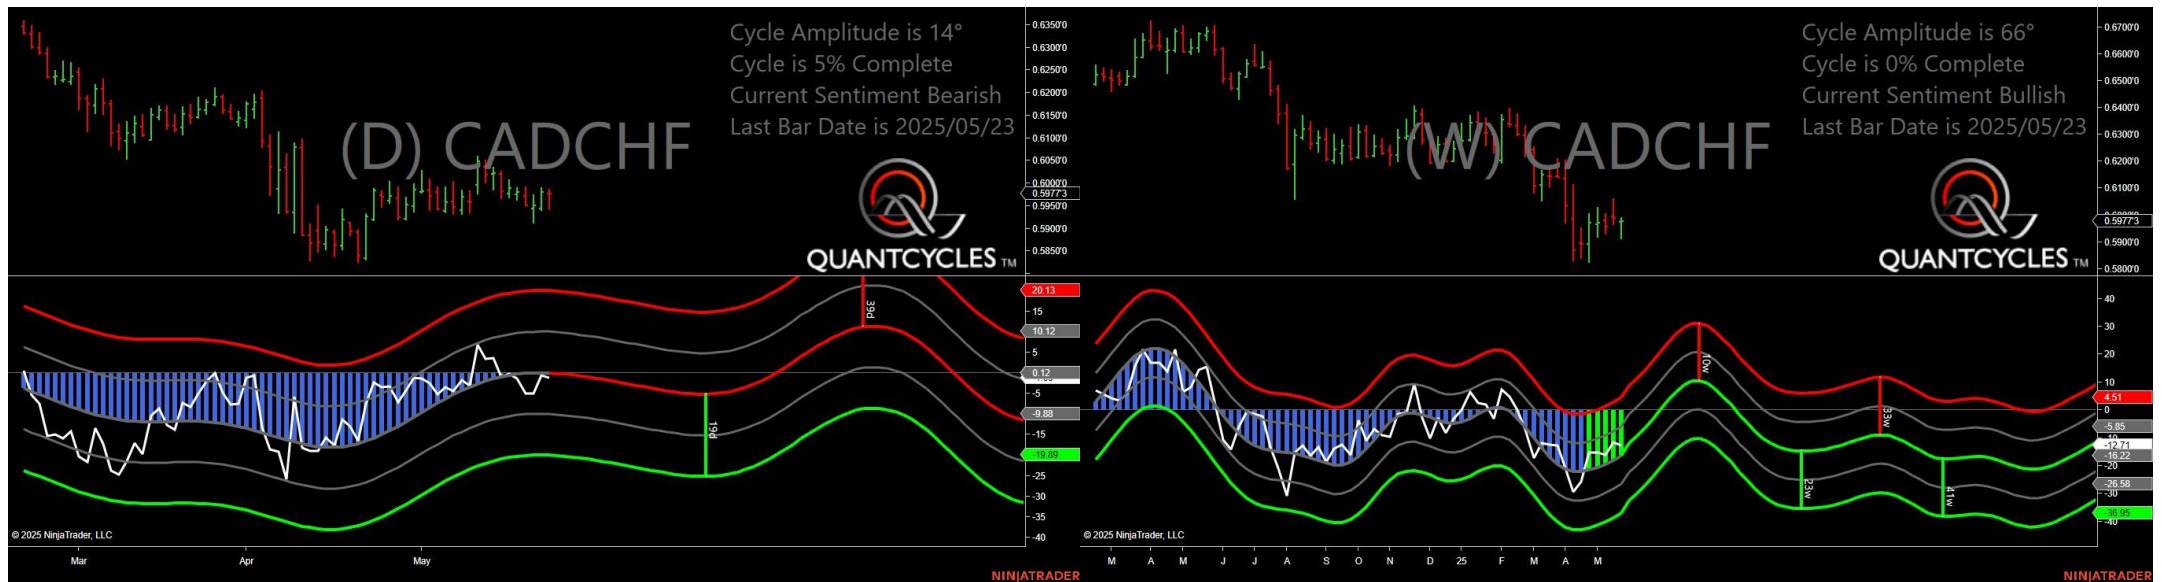 Cycle Amplitude is 14°
Cycle is 5% Complete
Current Sentiment Bearish
Last Bar Date is 2025/05/23
(D) CADCHF
QUANTCYCLES TM
0.6350'0
0.6300'0
0.6250'0
0.6200'0
0.6150'0
0.6100'0
0.6050'0
0.6000'0
0.5977'3
0.5950'0
0.5900'0
0.5850'0
20.13
15
10.12
5
0.12
-5
-9.88
-15
-19.89
-25
-30
-35
-40
39d
19d
© 2025 NinjaTrader, LLC
Mar Apr May
NINJATRADER
Cycle Amplitude is 66°
Cycle is 0% Complete
Current Sentiment Bullish
Last Bar Date is 2025/05/23
(W) CADCHF
QUANTCYCLES TM
0.6700'0
0.6600'0
0.6500'0
0.6400'0
0.6300'0
0.6200'0
0.6100'0
0.5977'3
0.5900'0
0.5800'0
40
30
20
10
4.51
0
-5.85
-12.71
-16.22
-20
-26.58
-30
-36.95
-40
10w
33w
23w
41w
© 2025 NinjaTrader, LLC
M A M J J A S O N D 25 F M A M
NINJATRADER